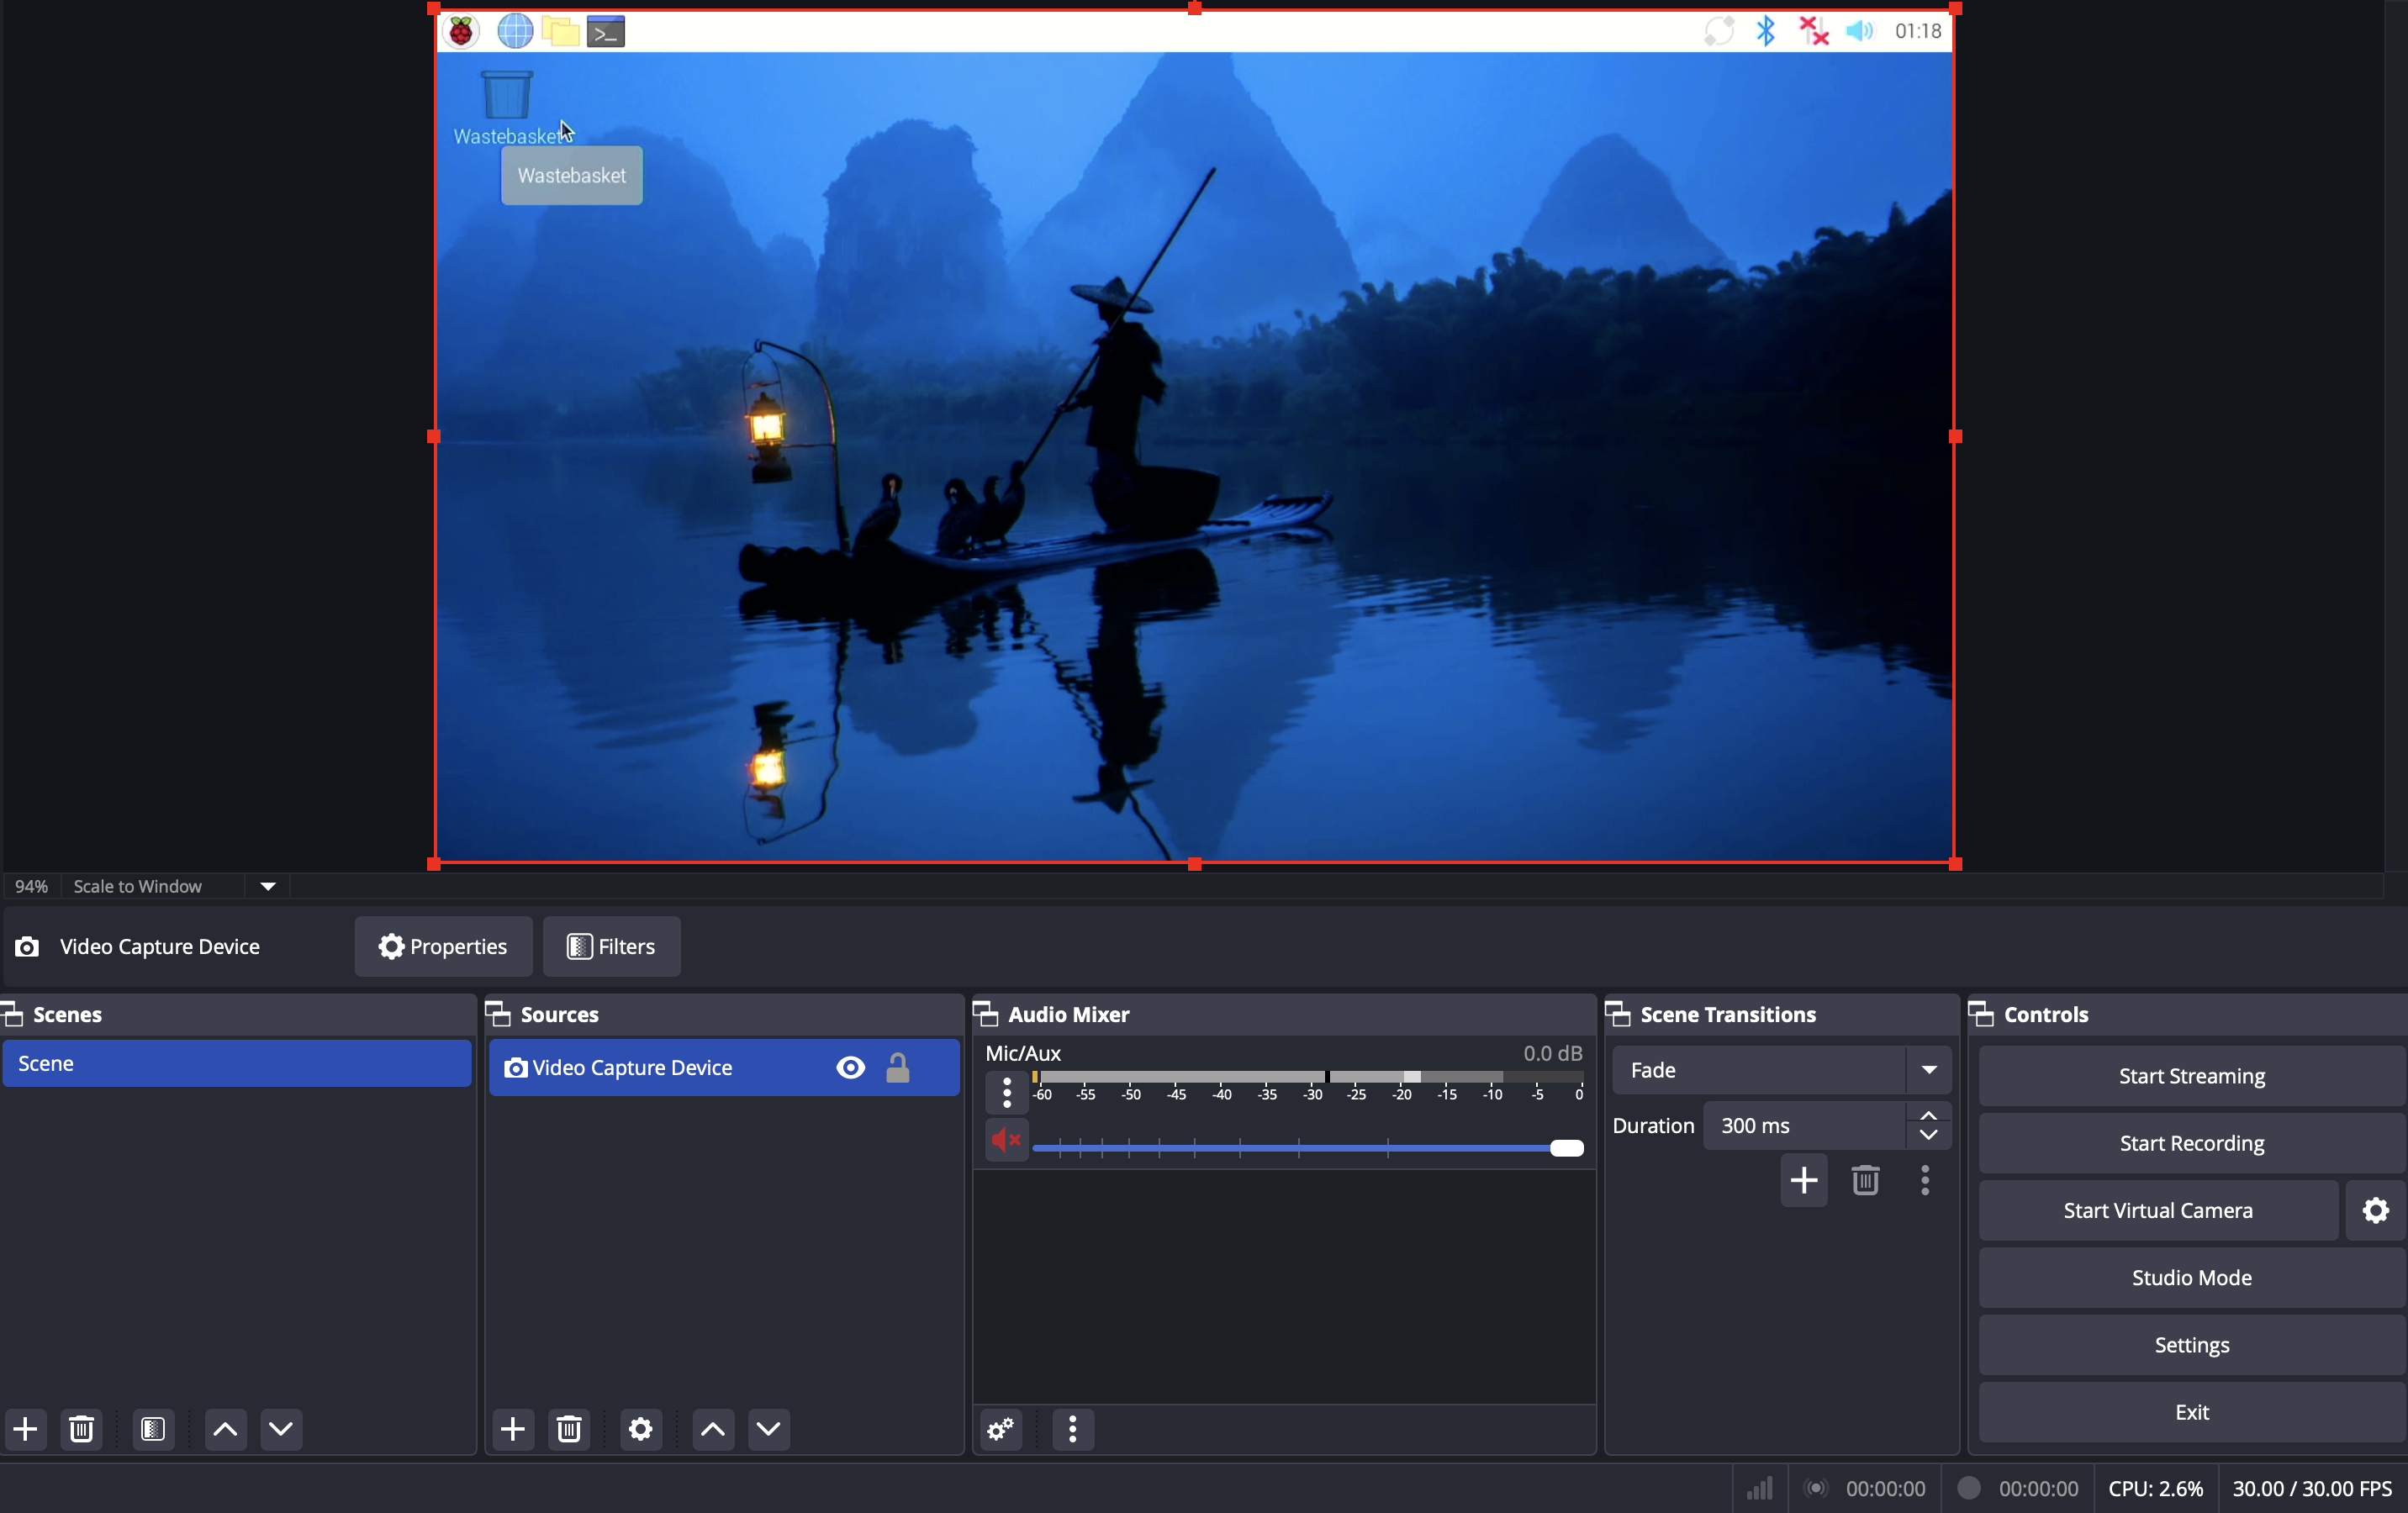 01:18
Wastebasket
Wastebasket
94%
Scale to Window
Video Capture Device
Properties
Filters
Scenes
Sources
Audio Mixer
Scene Transitions
Controls
Scene
Video Capture Device
Mic/Aux
0.0 dB
-60 -55 -50 -45 -40 -35 -30 -25 -20 -15 -10 -5 0
Fade
Duration
300 ms
Start Streaming
Start Recording
Start Virtual Camera
Studio Mode
Settings
Exit
00:00:00
00:00:00
CPU: 2.6%
30.00 / 30.00 FPS